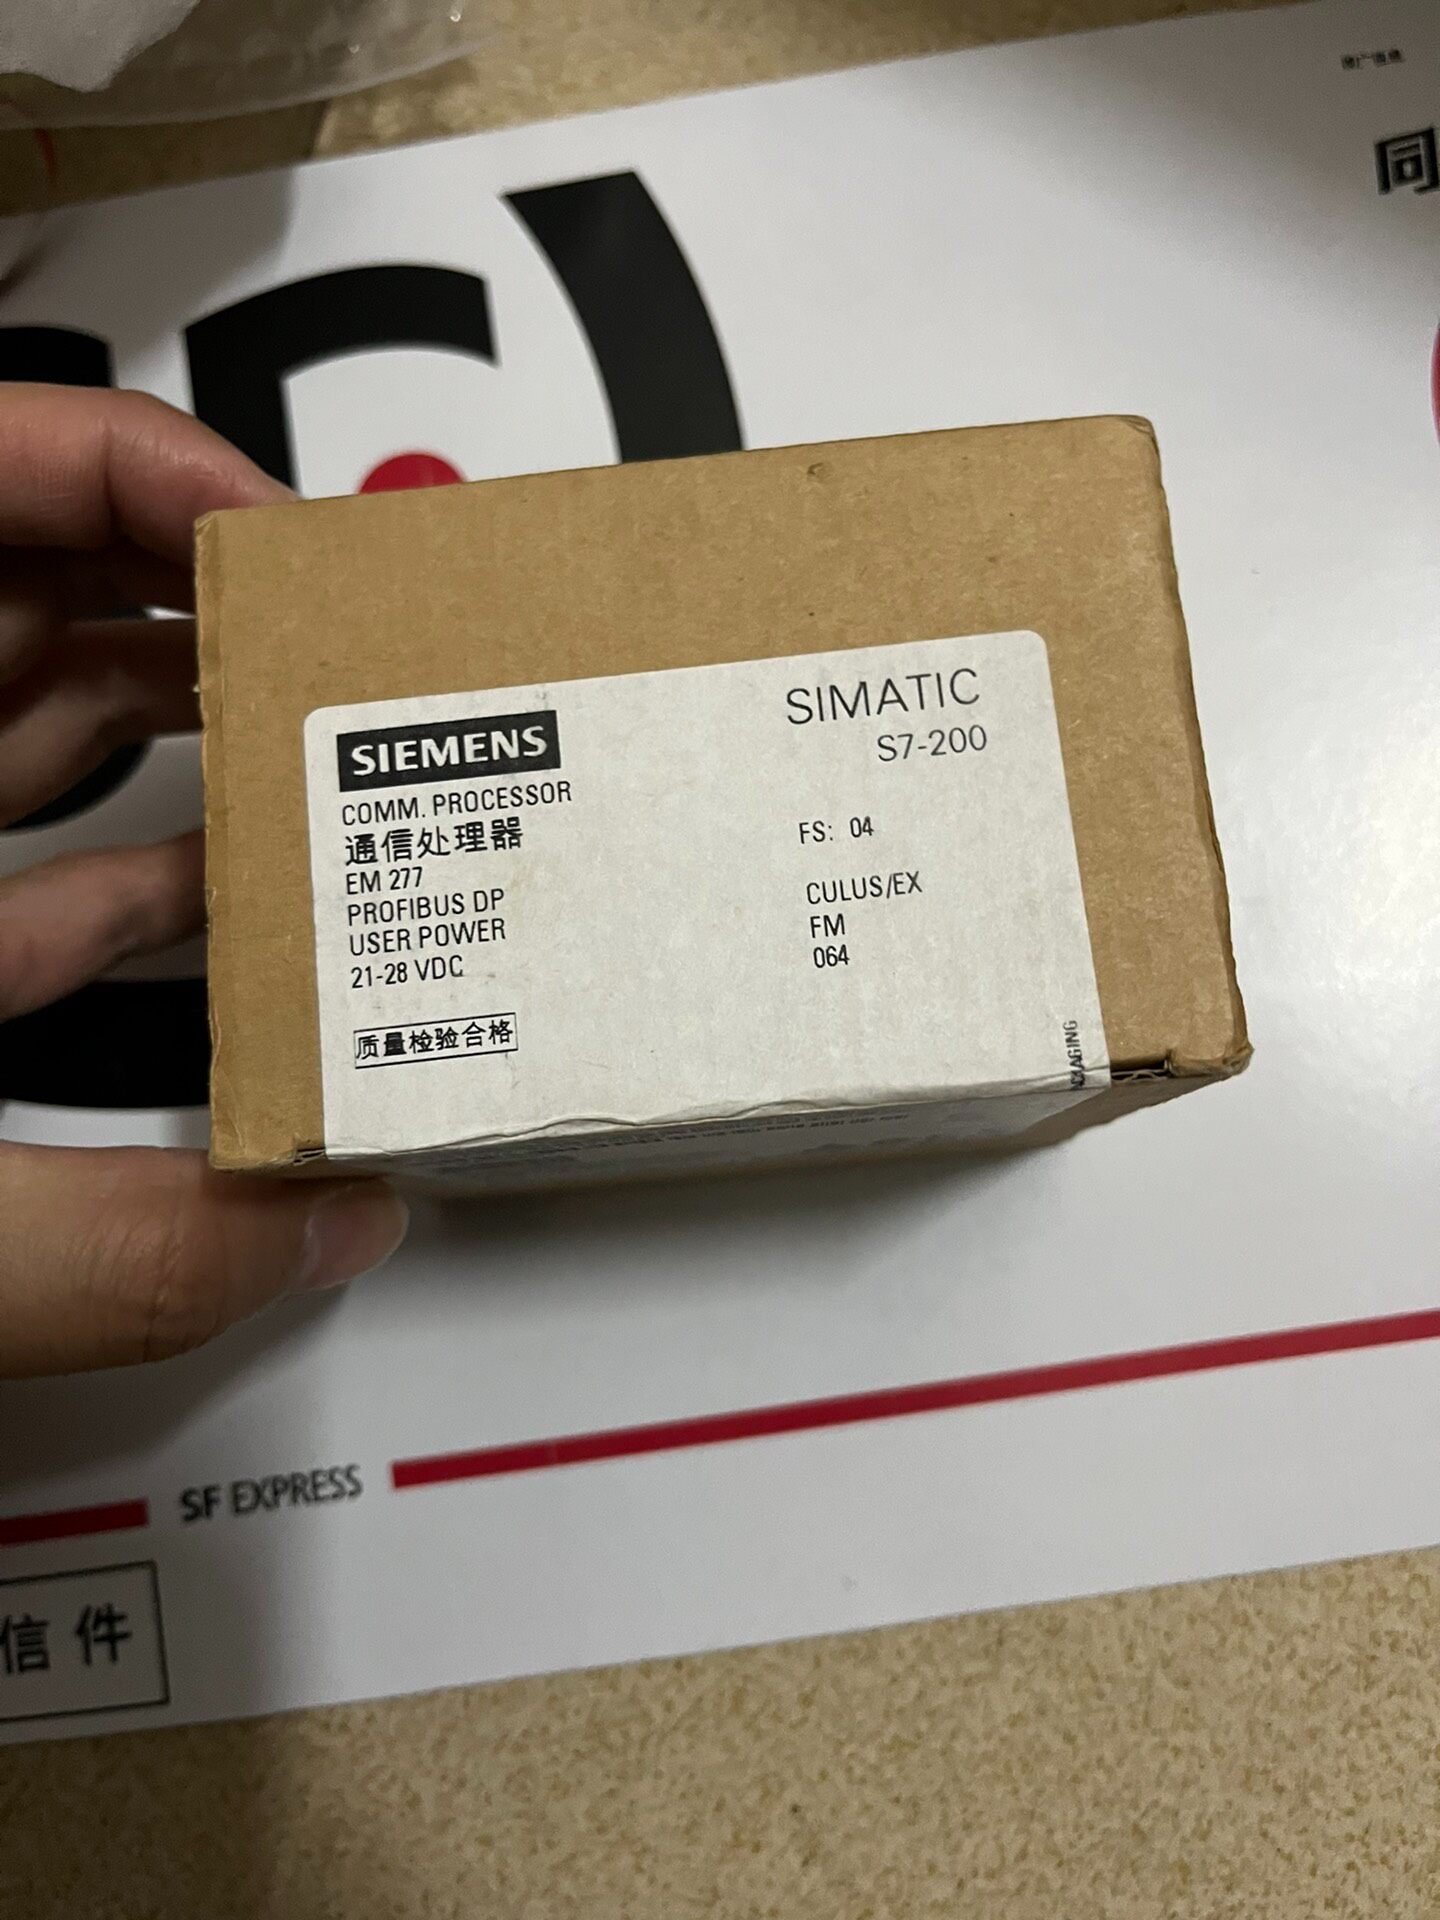 同
SIEMENS
SIMATIC
S7-200
COMM. PROCESSOR
通信处理器
EM 277
PROFIBUS DP
USER POWER
21-28 VDC
FS: 04
CULUS/EX
FM
064
质量检验合格
SF EXPRESS
信件